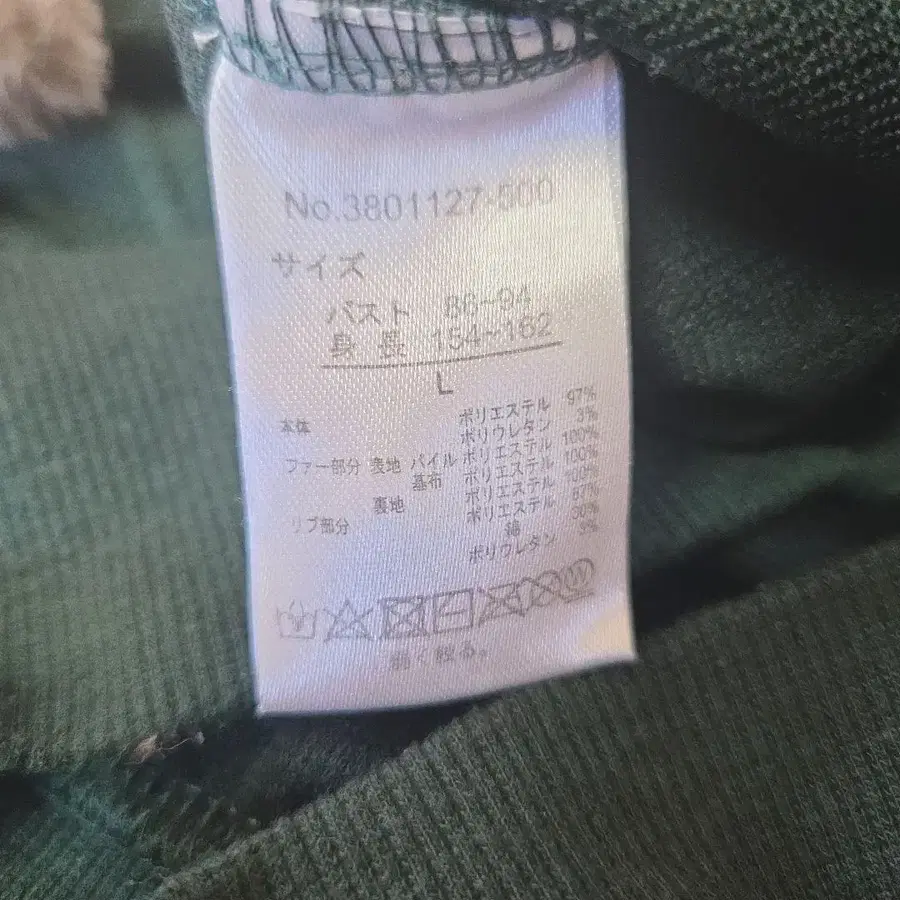 No.3801127-500
サイズ
バスト 86~94
身長 154~162
L
本体 ポリエステル 97%
ポリウレタン 3%
ファー部分 表地 パイル ポリエステル 100%
基布 ポリエステル 100%
裏地 ポリエステル 100%
リブ部分 ポリエステル 67%
綿 30%
ポリウレタン 3%
弱く絞る。